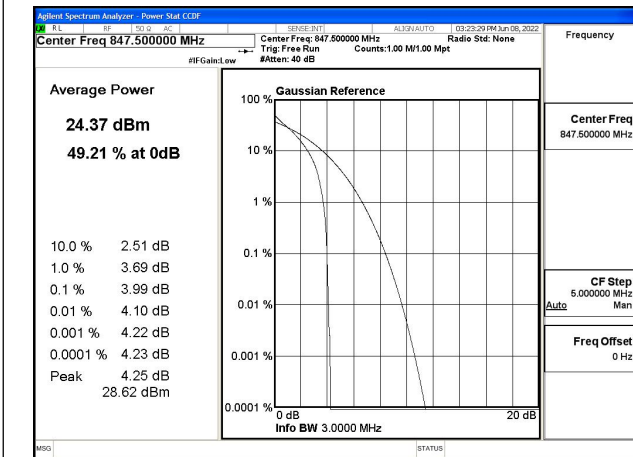 Agilent Spectrum Analyzer - Power Stat CCDF
LXI RL RF 50 Ω AC SENSE:INT ALIGN AUTO 03:23:29 PM Jun 08, 2022
Center Freq 847.500000 MHz
Center Freq: 847.500000 MHz Radio Std: None
Trig: Free Run Counts:1.00 M/1.00 Mpt
#IFGain:Low #Atten: 40 dB
Frequency
Average Power
24.37 dBm
49.21 % at 0dB
10.0 % 2.51 dB
1.0 % 3.69 dB
0.1 % 3.99 dB
0.01 % 4.10 dB
0.001 % 4.22 dB
0.0001 % 4.23 dB
Peak 4.25 dB
28.62 dBm
Gaussian Reference
100 %
10 %
1 %
0.1 %
0.01 %
0.001 %
0.0001 %
0 dB 20 dB
Info BW 3.0000 MHz
Center Freq
847.500000 MHz
CF Step
5.000000 MHz
Auto Man
Freq Offset
0 Hz
MSG STATUS